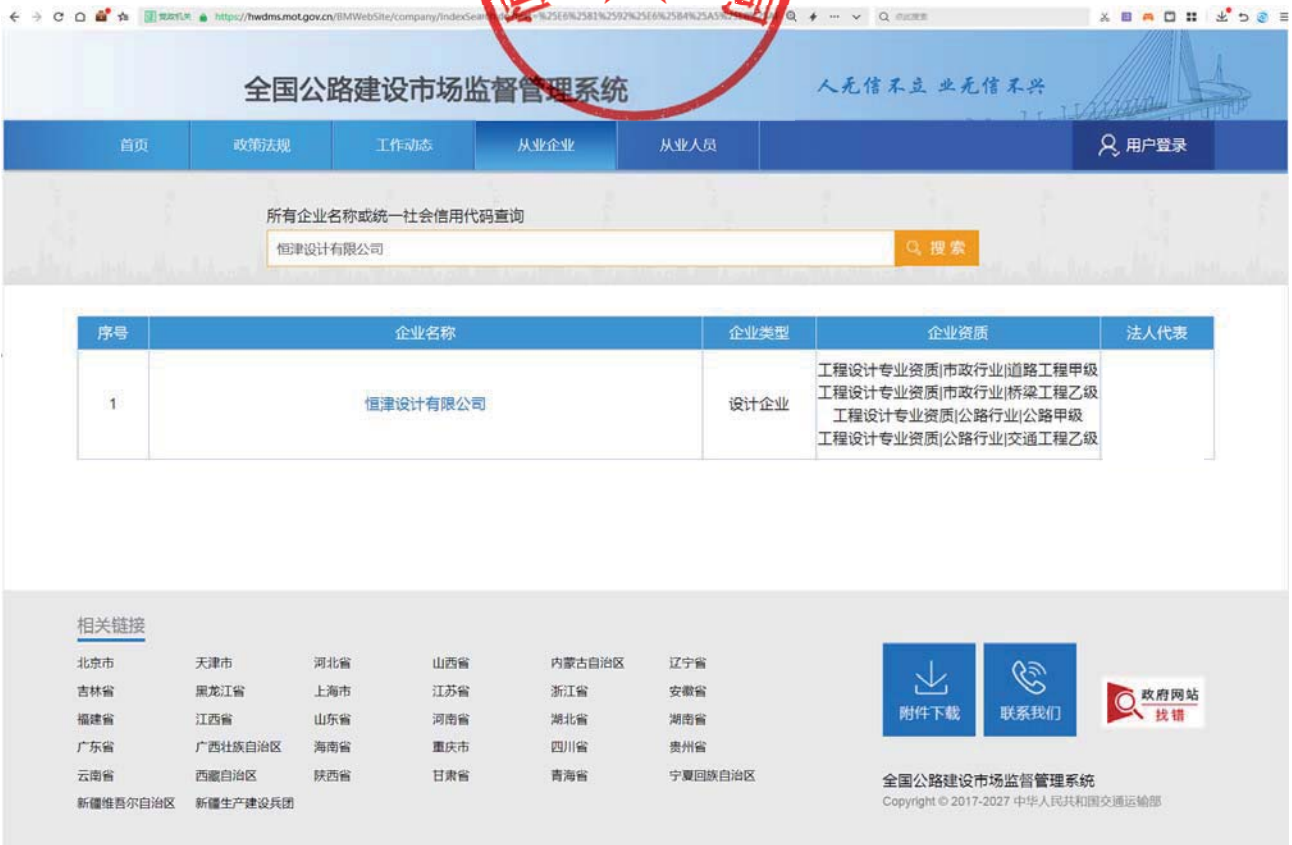 https://hwdms.mot.gov.cn/BMWebSite/company/IndexSear
全国公路建设市场监督管理系统
人无信不立 业无信不兴
首页 政策法规 工作动态 从业企业 从业人员 用户登录
所有企业名称或统一社会信用代码查询
恒津设计有限公司 搜索
序号 企业名称 企业类型 企业资质 法人代表
1 恒津设计有限公司 设计企业 工程设计专业资质|市政行业|道路工程甲级
工程设计专业资质|市政行业|桥梁工程乙级
工程设计专业资质|公路行业|公路甲级
工程设计专业资质|公路行业|交通工程乙级
相关链接
北京市 天津市 河北省 山西省 内蒙古自治区 辽宁省
吉林省 黑龙江省 上海市 江苏省 浙江省 安徽省
福建省 江西省 山东省 河南省 湖北省 湖南省
广东省 广西壮族自治区 海南省 重庆市 四川省 贵州省
云南省 西藏自治区 陕西省 甘肃省 青海省 宁夏回族自治区
新疆维吾尔自治区 新疆生产建设兵团
附件下载 联系我们
政府网站
找错
全国公路建设市场监督管理系统
Copyright © 2017-2027 中华人民共和国交通运输部